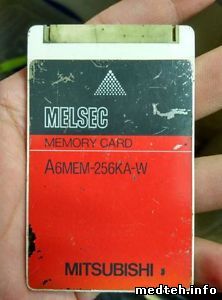 MELSEC
MEMORY CARD
A6MEM-256KA-W
MITSUBISHI
medteh.info